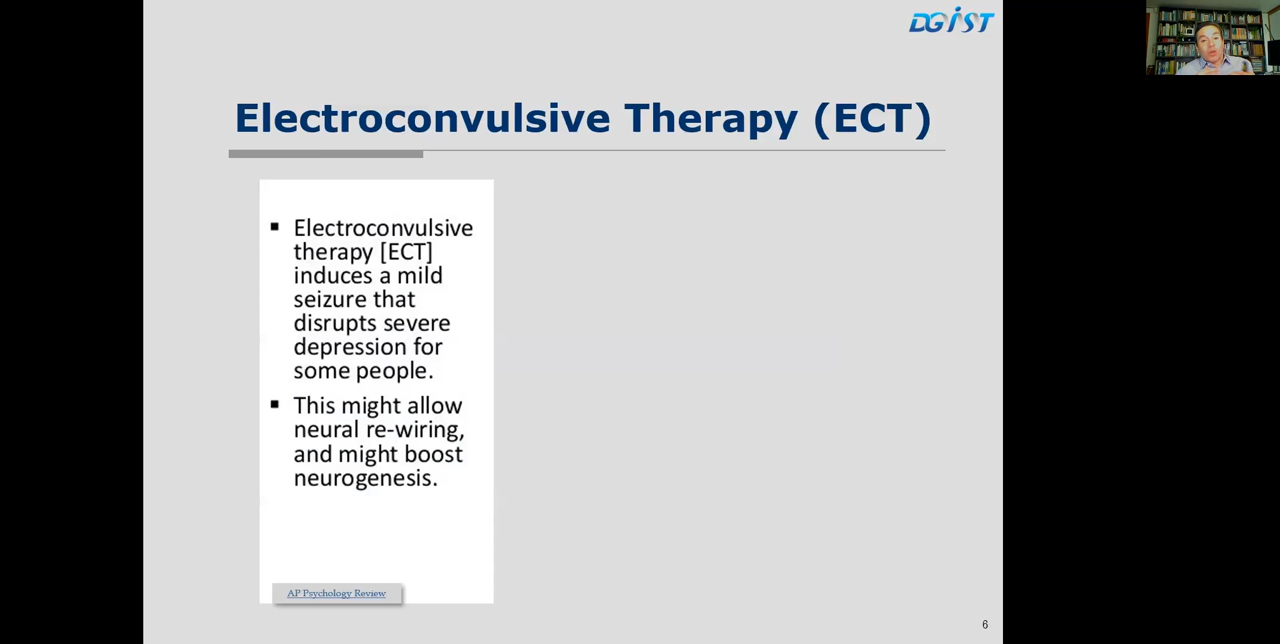 DGIST
Electroconvulsive Therapy (ECT)
▪ Electroconvulsive
therapy [ECT]
induces a mild
seizure that
disrupts severe
depression for
some people.
▪ This might allow
neural re-wiring,
and might boost
neurogenesis.
AP Psychology Review
6